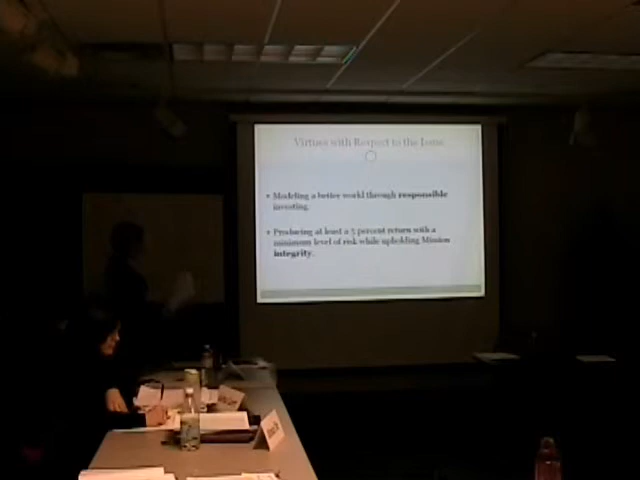 Virtues with Respect to the Issue
• Modeling a better world through responsible
investing.
• Producing at least a 5 percent return with a
minimum level of risk while upholding Mission
integrity.